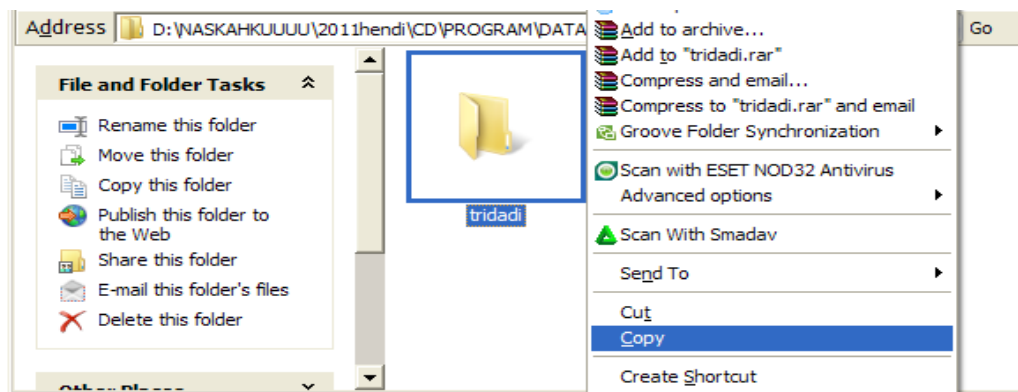 Address D:\NASKAHKUUUU\2011hendi\CD\PROGRAM\DATA
Go
File and Folder Tasks
Rename this folder
Move this folder
Copy this folder
Publish this folder to
the Web
Share this folder
E-mail this folder's files
Delete this folder
Other Places
tridadi
Add to archive...
Add to "tridadi.rar"
Compress and email...
Compress to "tridadi.rar" and email
Groove Folder Synchronization
Scan with ESET NOD32 Antivirus
Advanced options
Scan With Smadav
Send To
Cut
Copy
Create Shortcut